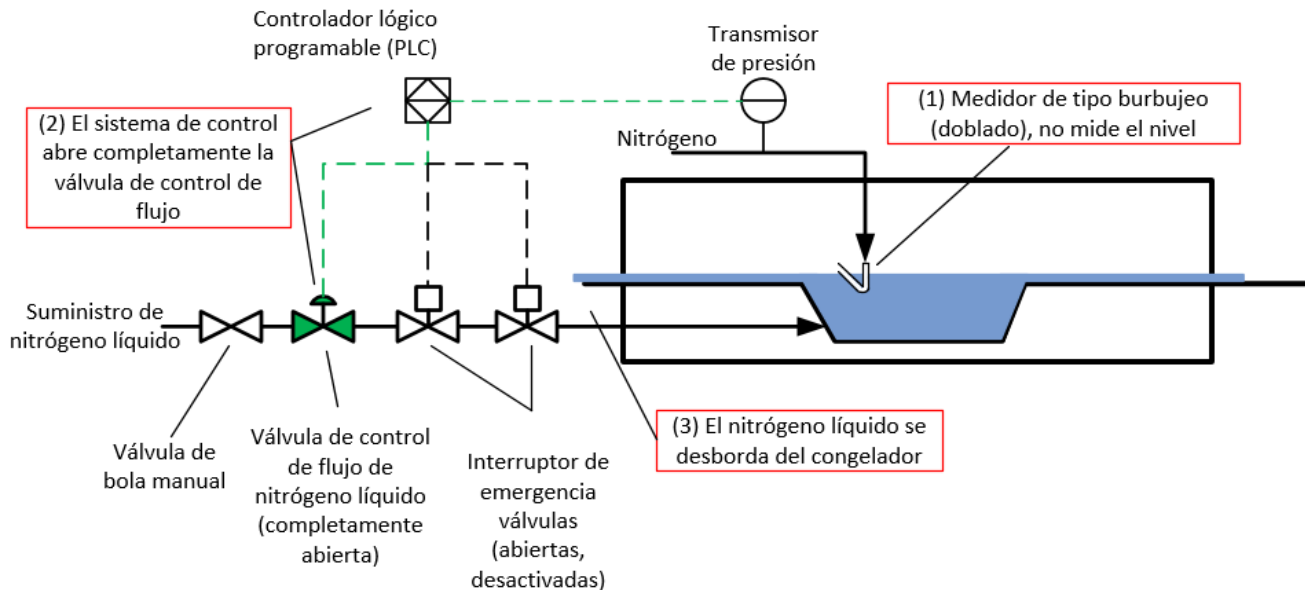 Controlador lógico
programable (PLC)
Transmisor
de presión
(2) El sistema de control
abre completamente la
válvula de control de
flujo
(1) Medidor de tipo burbujeo
(doblado), no mide el nivel
Nitrógeno
Suministro de
nitrógeno líquido
(3) El nitrógeno líquido se
desborda del congelador
Válvula de
bola manual
Válvula de control
de flujo de
nitrógeno líquido
(completamente
abierta)
Interruptor de
emergencia
válvulas
(abiertas,
desactivadas)